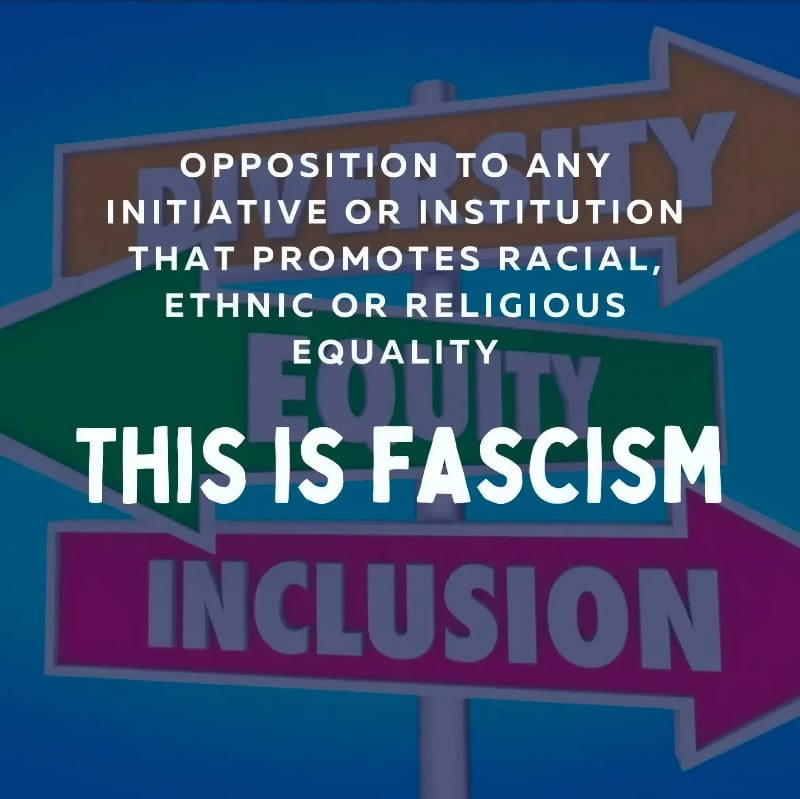 DIVERSITY
OPPOSITION TO ANY
INITIATIVE OR INSTITUTION
THAT PROMOTES RACIAL,
ETHNIC OR RELIGIOUS
EQUALITY
EQUITY
THIS IS FASCISM
INCLUSION